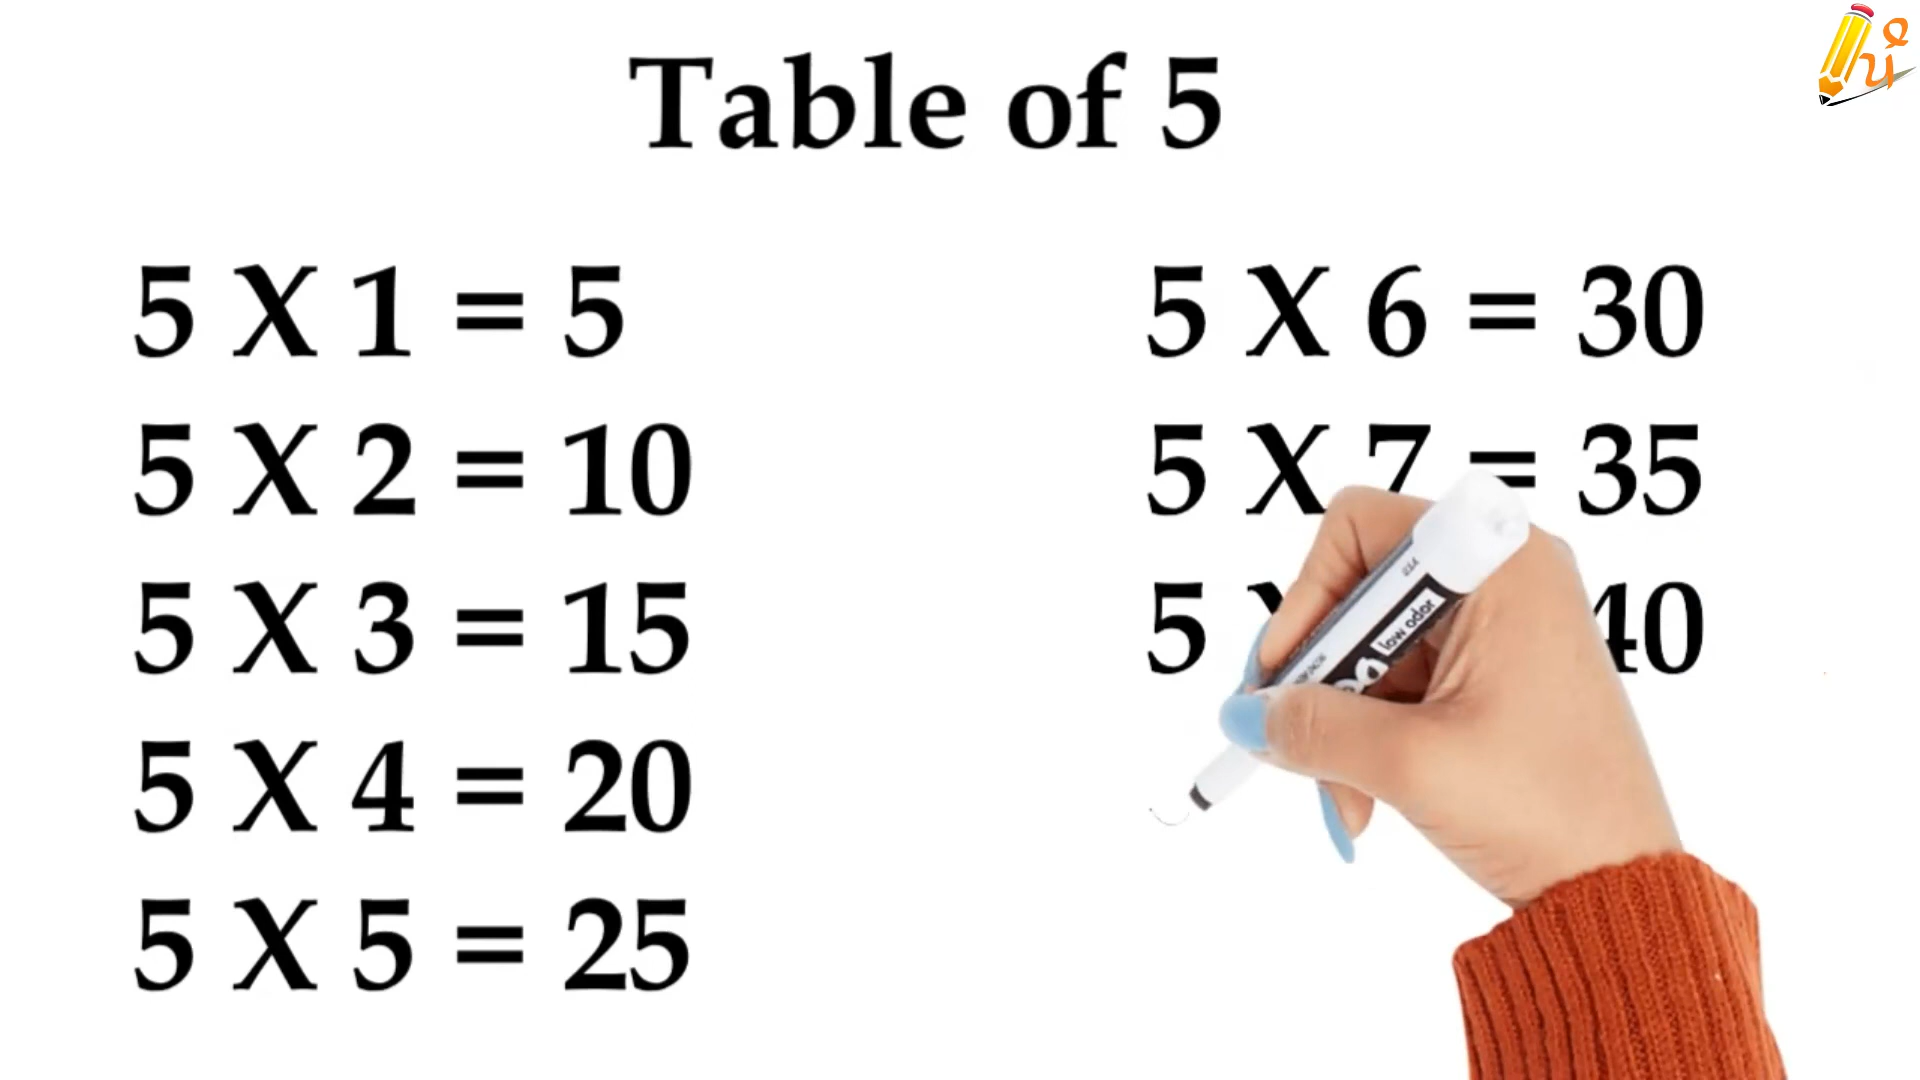 Table of 5
5 X 1 = 5
5 X 2 = 10
5 X 3 = 15
5 X 4 = 20
5 X 5 = 25
5 X 6 = 30
5 X 7 = 35
5 40
low odor
USA